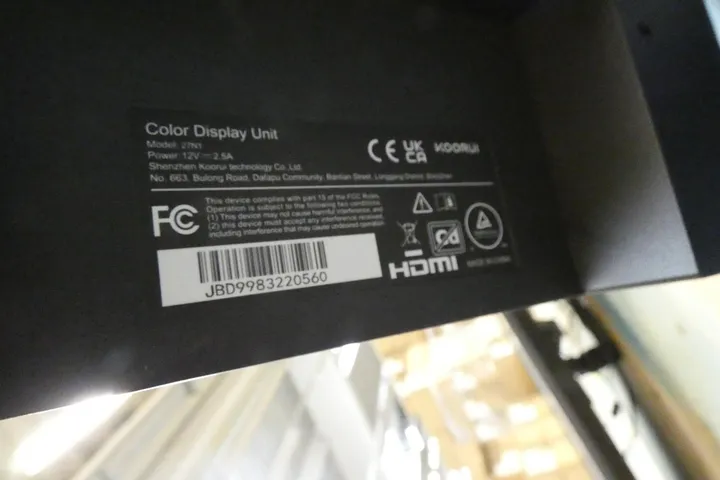 Color Display Unit
Model: 27N1
Power: 12V⎓2.5A
Shenzhen Koorui technology Co.,Ltd.
No. 663, Bulong Road, Dafapu Community, Bantian Street, Longgang District, Shenzhen
CE UK CA KOORUI
FC
This device complies with part 15 of the FCC Rules.
Operation is subject to the following two conditions:
(1) This device may not cause harmful interference, and
(2) this device must accept any interference received,
including interference that may cause undesired operation.
JBD9983220560
HDMI
MADE IN CHINA